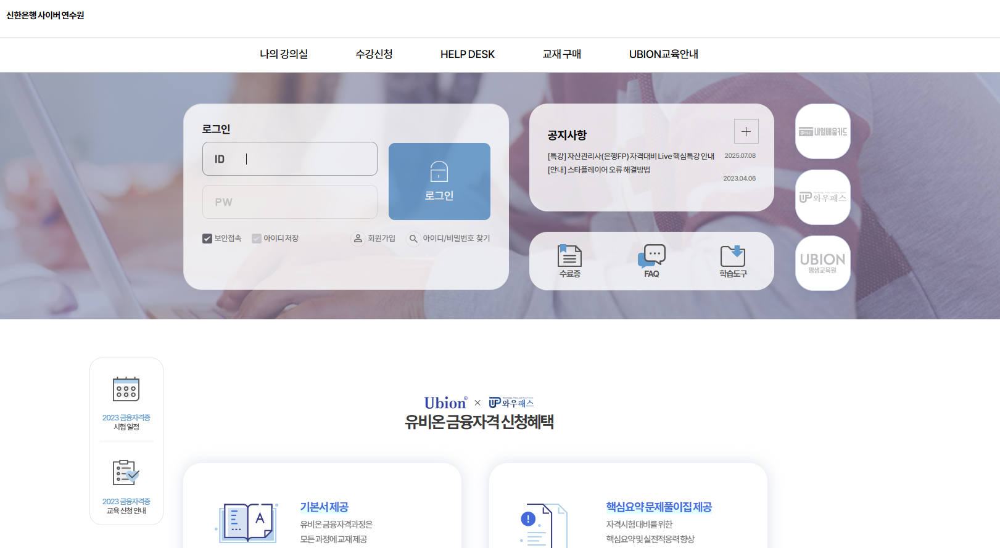 신한은행 사이버 연수원
나의 강의실
수강신청
HELP DESK
교재 구매
UBION교육안내
로그인
ID
PW
로그인
보안접속
아이디 저장
회원가입
아이디/비밀번호 찾기
공지사항
[특강] 자산관리사(은행FP) 자격대비 Live 핵심특강 안내 2025.07.08
[안내] 스타플레이어 오류 해결방법
2023.04.06
수료증
FAQ
학습도구
내일배움카드
UP 와우패스
UBION
평생교육원
2023 금융자격증
시험 일정
2023 금융자격증
교육 신청 안내
Ubion® × UP 와우패스
유비온 금융자격 신청혜택
기본서 제공
유비온 금융자격 과정은
모든 과정에 교재 제공
핵심요약 문제풀이집 제공
자격시험 대비를 위한
핵심요약 및 실전적응력 향상